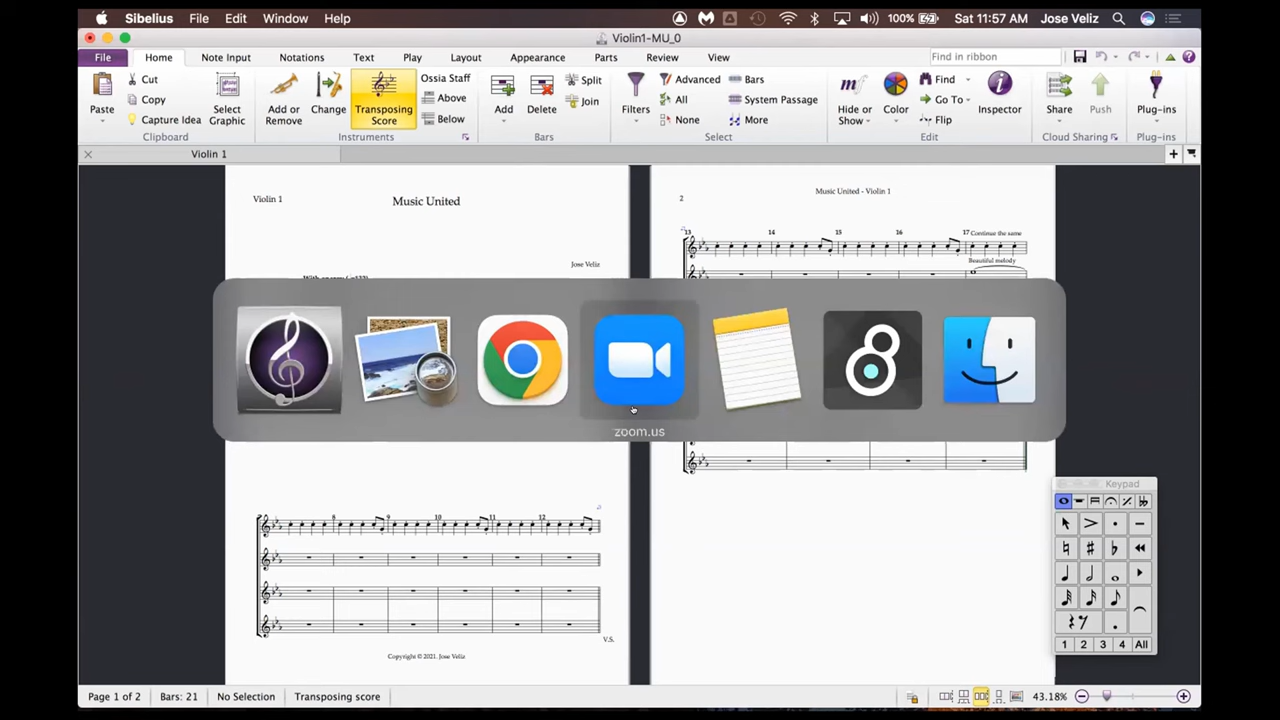 Sibelius File Edit Window Help 100% Sat 11:57 AM Jose Veliz
Violin1-MU_0
File Home Note Input Notations Text Play Layout Appearance Parts Review View Find in ribbon
Paste
Cut
Copy
Capture Idea
Select Graphic
Clipboard
Add or Remove
Change
Transposing Score
Ossia Staff
Above
Below
Instruments
Add
Delete
Split
Join
Bars
Filters
Advanced
All
None
Bars
System Passage
More
Select
Hide or Show
Color
Find
Go To
Flip
Inspector
Edit
Share
Push
Cloud Sharing
Plug-ins
Plug-ins
Violin 1
Violin 1
Music United
Jose Veliz
8 9 10 11 12
V.S.
Copyright © 2021. Jose Veliz
2
Music United - Violin 1
13 14 15 16 17
Continue the same
Beautiful melody
zoom.us
Keypad
1 2 3 4 All
Page 1 of 2 Bars: 21 No Selection Transposing score 43.18%